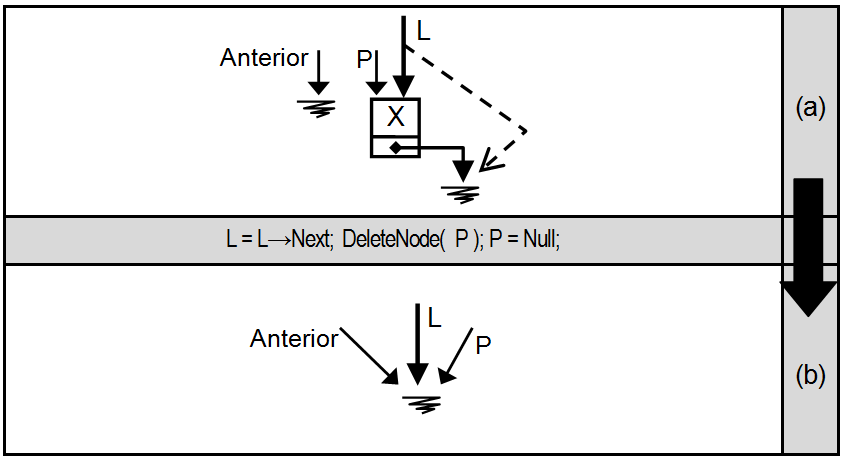 L
Anterior
P
X
(a)
L = L→Next; DeleteNode( P ); P = Null;
L
Anterior
P
(b)